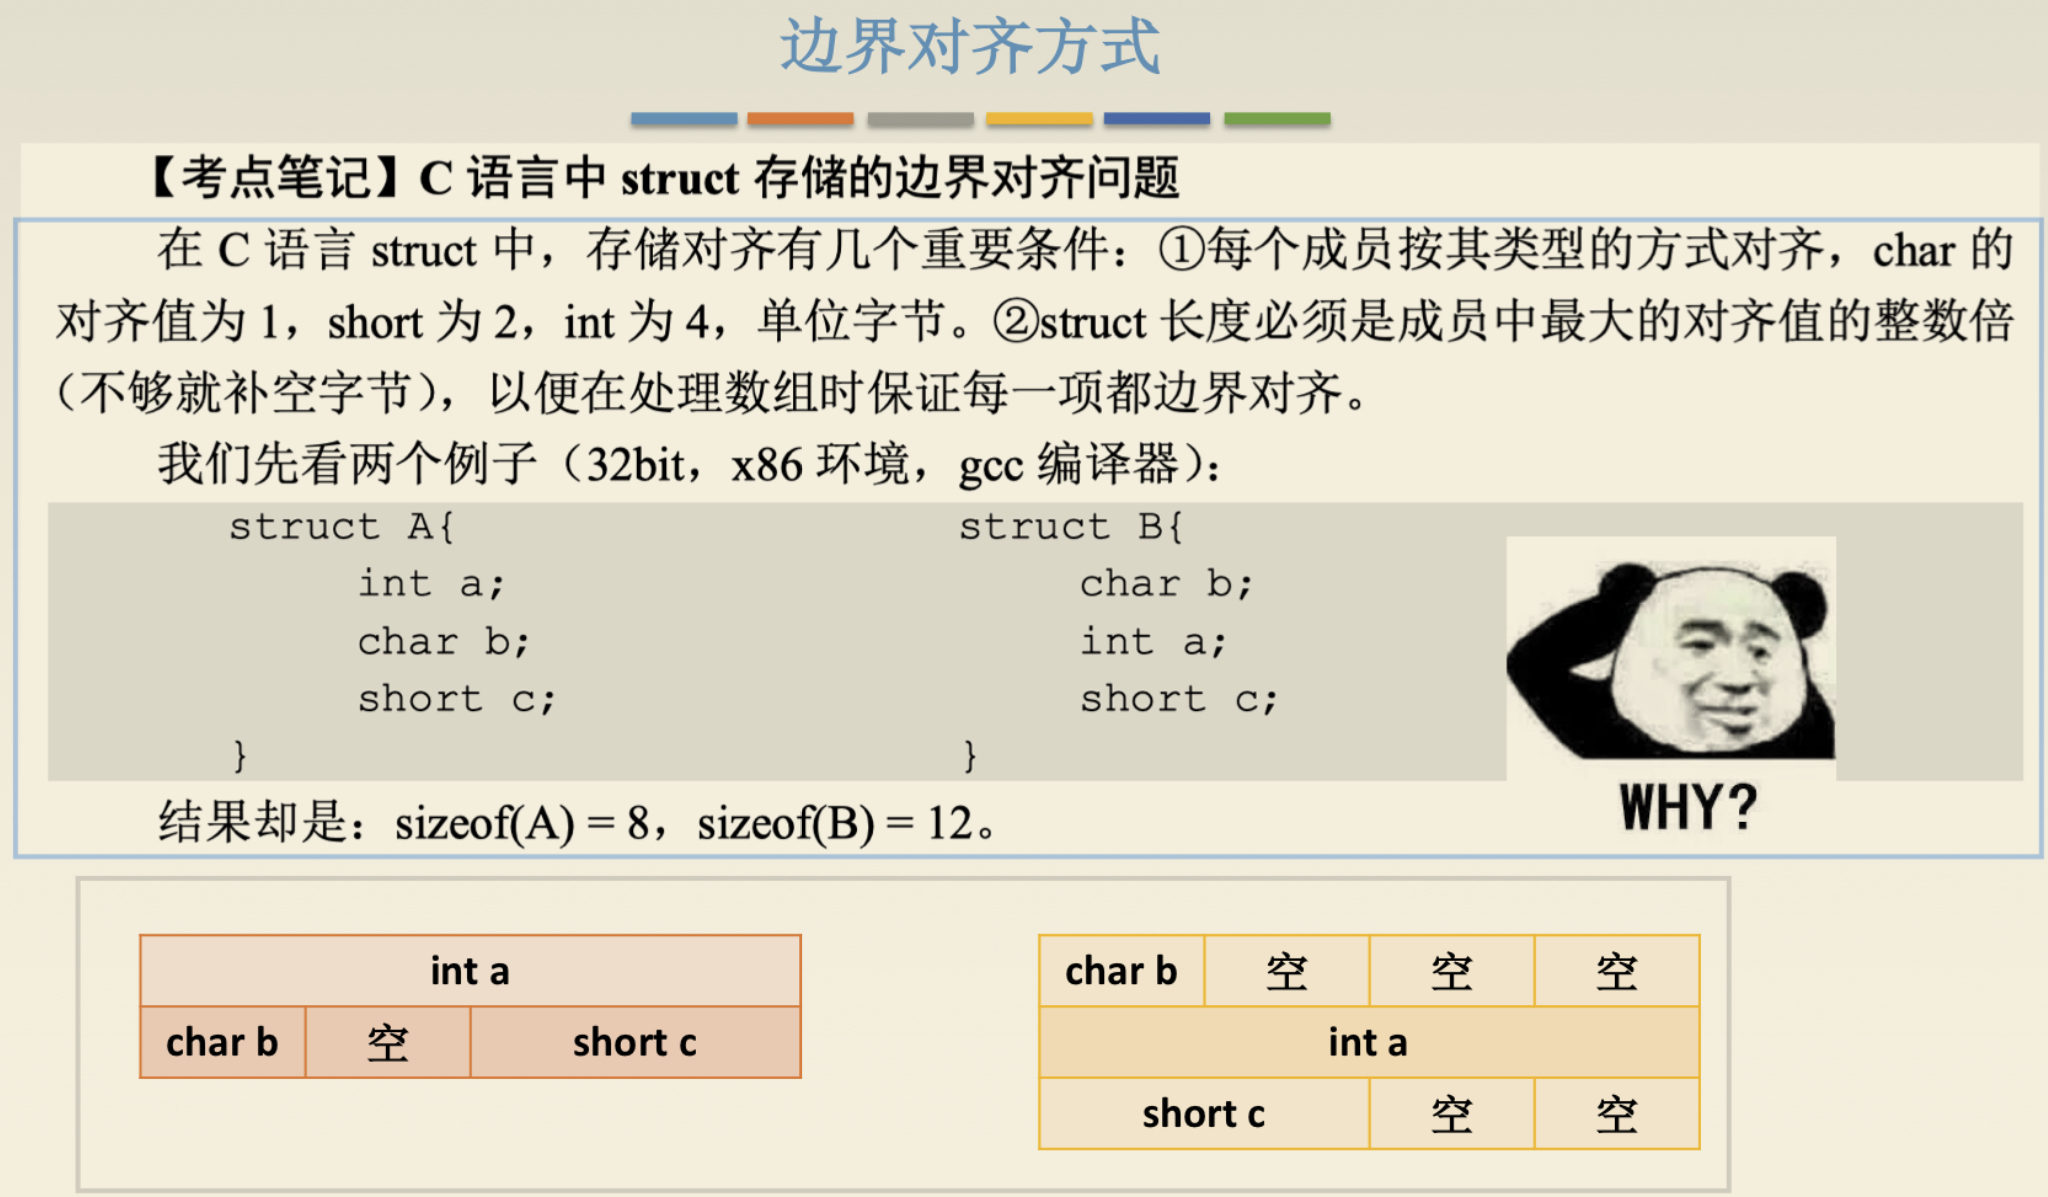 边界对齐方式
【考点笔记】C 语言中 struct 存储的边界对齐问题
在 C 语言 struct 中，存储对齐有几个重要条件：①每个成员按其类型的方式对齐，char 的
对齐值为 1，short 为 2，int 为 4，单位字节。②struct 长度必须是成员中最大的对齐值的整数倍
（不够就补空字节），以便在处理数组时保证每一项都边界对齐。
我们先看两个例子（32bit，x86 环境，gcc 编译器）：
struct A{
int a;
char b;
short c;
}
struct B{
char b;
int a;
short c;
}
WHY?
结果却是：sizeof(A) = 8，sizeof(B) = 12。
int a
char b 空 short c
char b 空 空 空
int a
short c 空 空